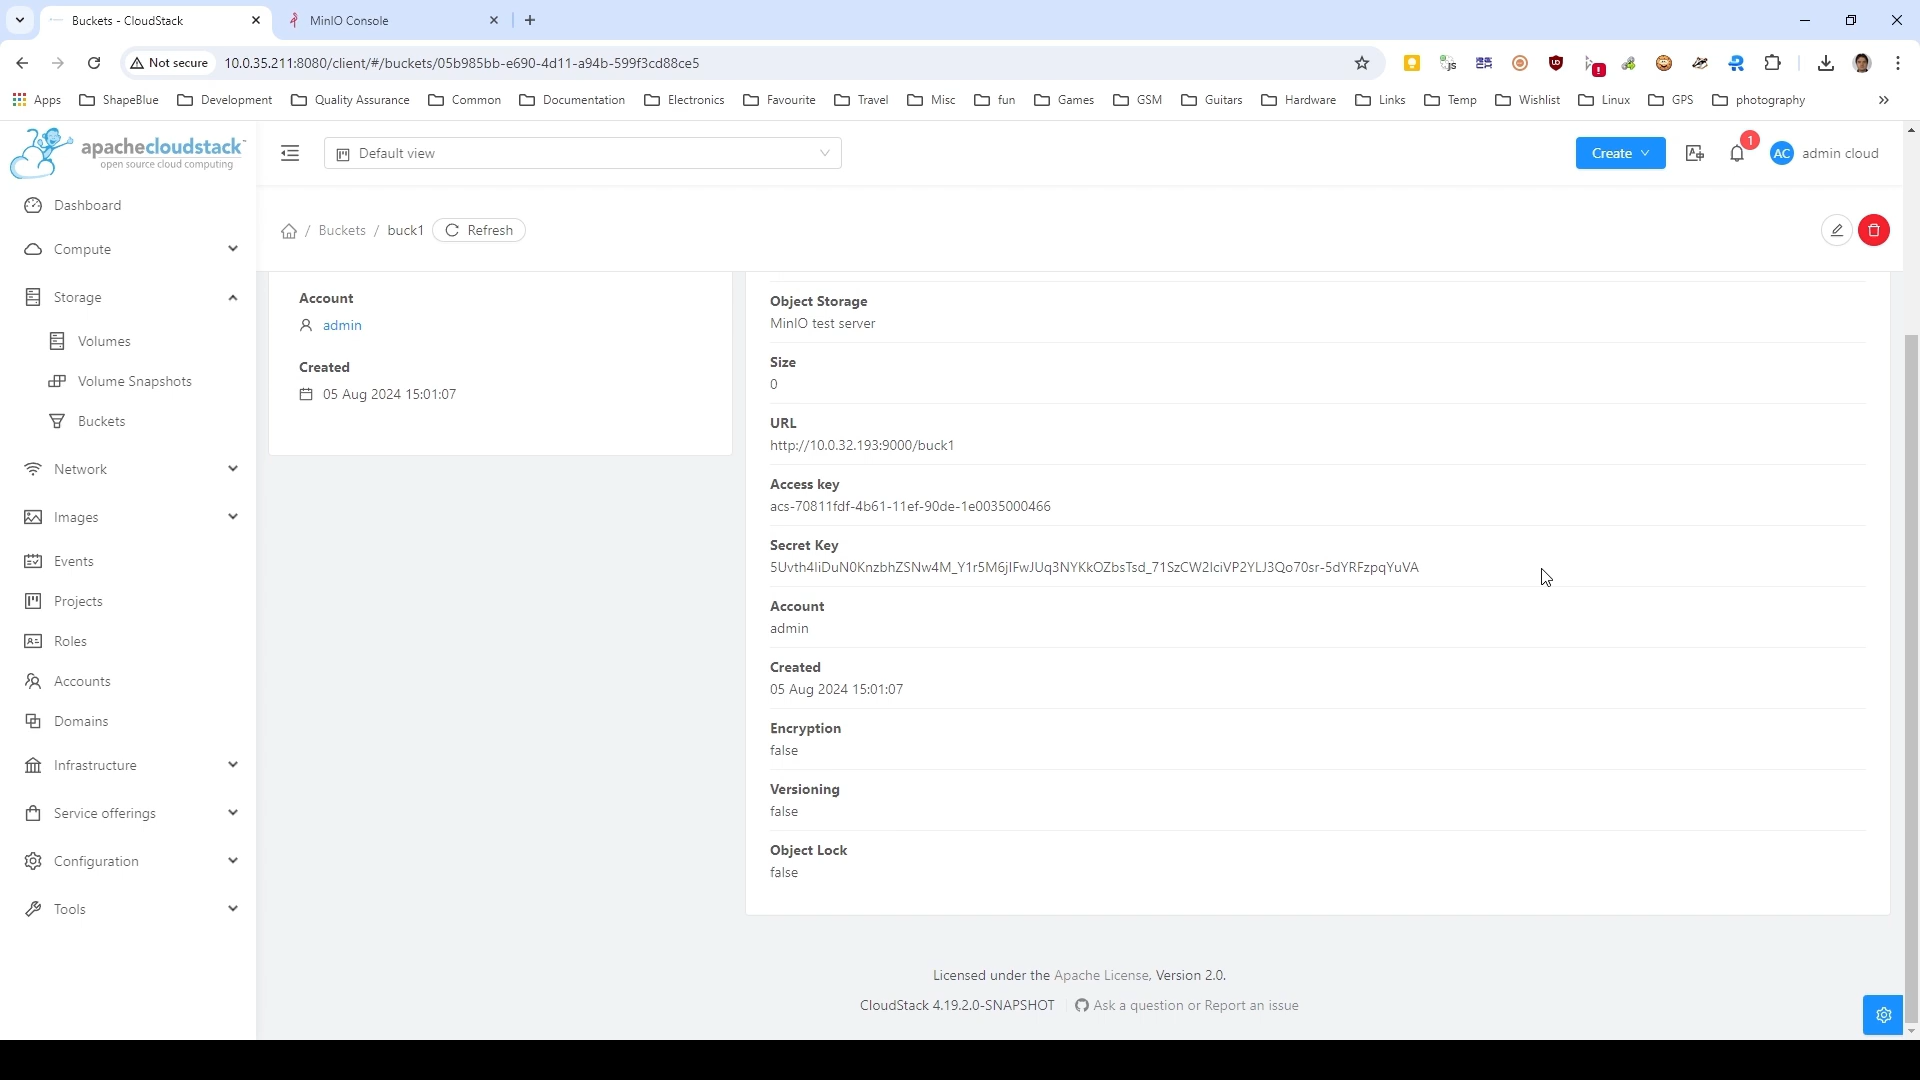 Buckets - CloudStack
MinIO Console
Not secure
10.0.35.211:8080/client/#/buckets/05b985bb-e690-4d11-a94b-599f3cd88ce5
Apps
ShapeBlue
Development
Quality Assurance
Common
Documentation
Electronics
Favourite
Travel
Misc
fun
Games
GSM
Guitars
Hardware
Links
Temp
Wishlist
Linux
GPS
photography
»
apachecloudstack™
open source cloud computing
Default view
Create
1
AC
admin cloud
Dashboard
Compute
Storage
Volumes
Volume Snapshots
Buckets
Network
Images
Events
Projects
Roles
Accounts
Domains
Infrastructure
Service offerings
Configuration
Tools
/ Buckets / buck1
Refresh
Account
admin
Created
05 Aug 2024 15:01:07
Object Storage
MinIO test server
Size
0
URL
http://10.0.32.193:9000/buck1
Access key
acs-70811fdf-4b61-11ef-90de-1e0035000466
Secret Key
5Uvth4IiDuN0KnzbhZSNw4M_Y1r5M6jIFwJUq3NYKkOZbsTsd_71SzCW2IciVP2YLJ3Qo70sr-5dYRFzpqYuVA
Account
admin
Created
05 Aug 2024 15:01:07
Encryption
false
Versioning
false
Object Lock
false
Licensed under the Apache License, Version 2.0.
CloudStack 4.19.2.0-SNAPSHOT
Ask a question or Report an issue